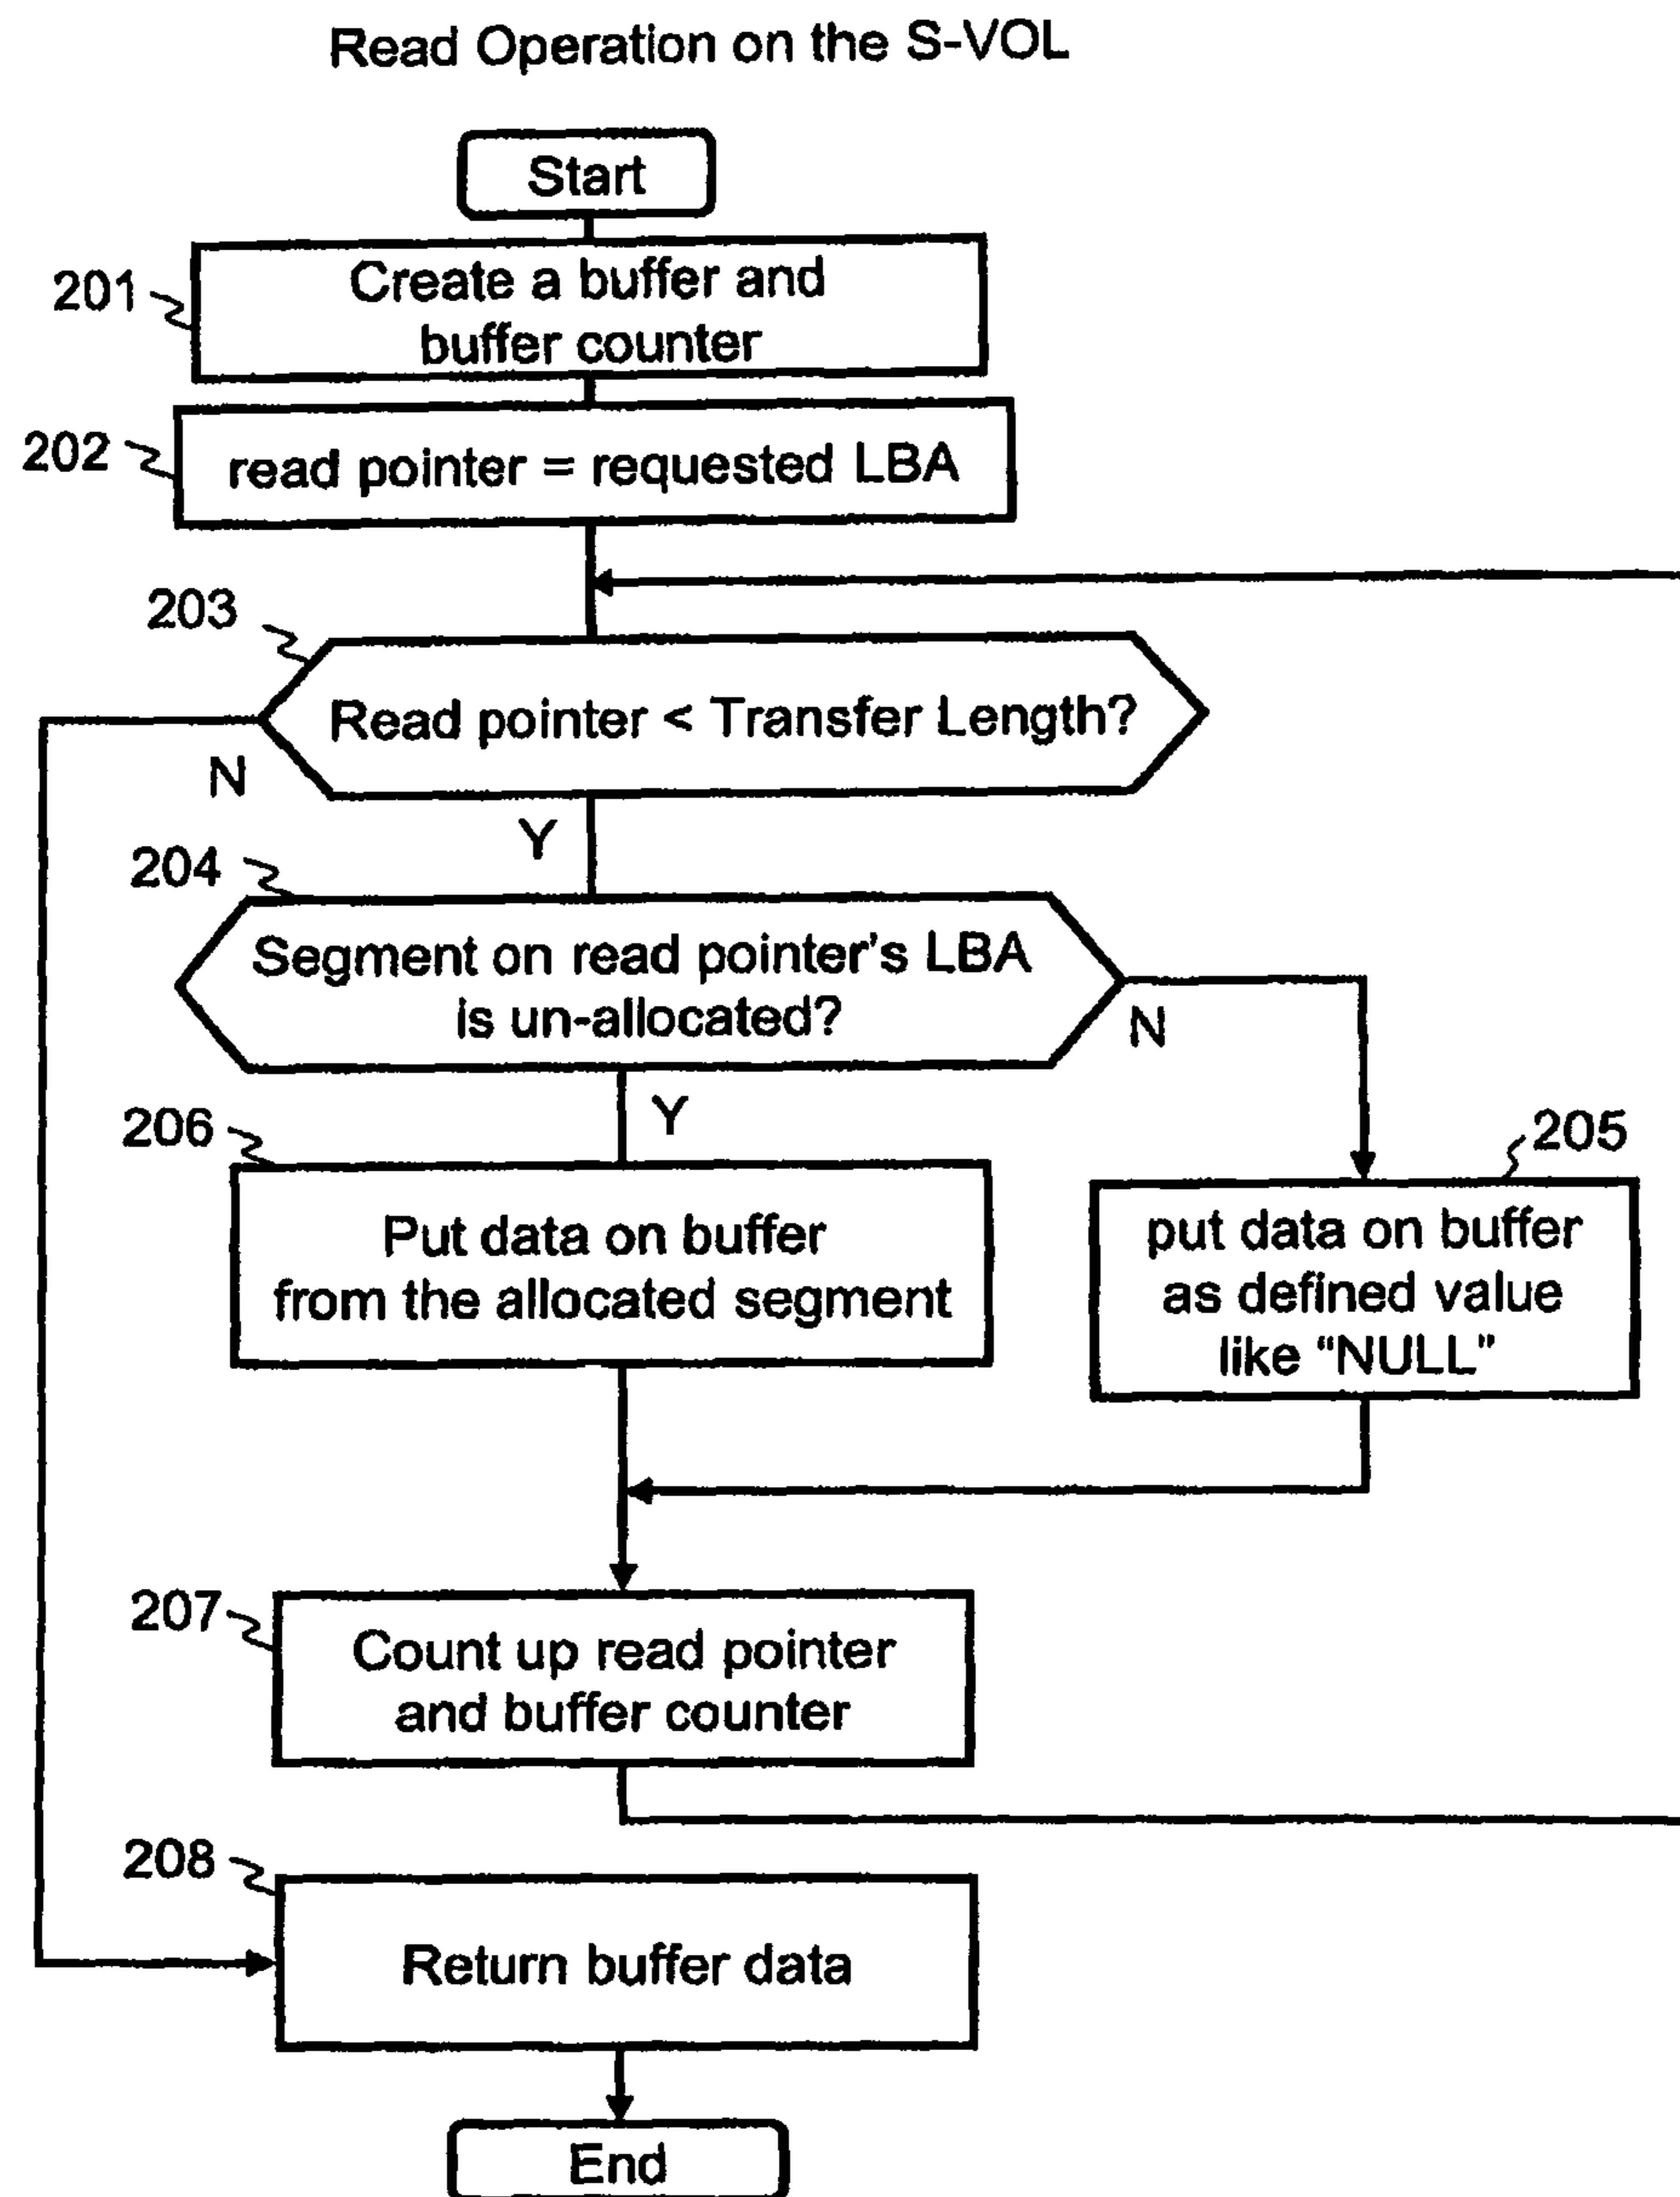 Read Operation on the S-VOL
Start
201
Create a buffer and
buffer counter
202
read pointer = requested LBA
203
Read pointer < Transfer Length?
N
Y
204
Segment on read pointer's LBA
is un-allocated?
N
Y
206
Put data on buffer
from the allocated segment
205
put data on buffer
as defined value
like “NULL”
207
Count up read pointer
and buffer counter
208
Return buffer data
End